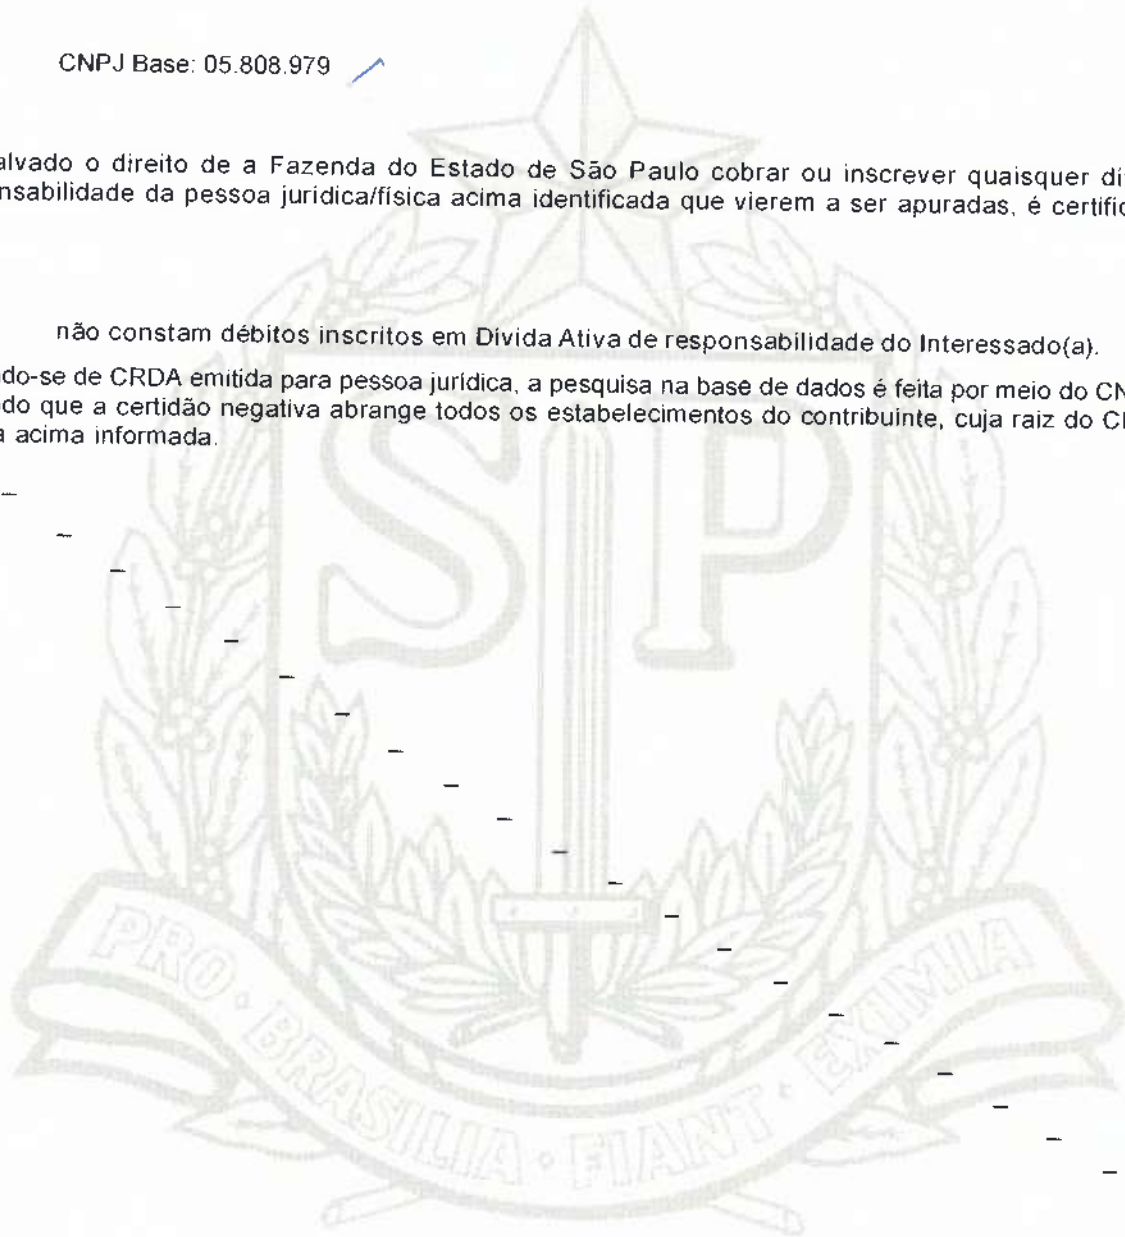 CNPJ Base: 05.808.979
alvado o direito de a Fazenda do Estado de São Paulo cobrar ou inscrever quaisquer dí
nsabilidade da pessoa jurídica/física acima identificada que vierem a ser apuradas, é certific
não constam débitos inscritos em Dívida Ativa de responsabilidade do Interessado(a).
do-se de CRDA emitida para pessoa jurídica, a pesquisa na base de dados é feita por meio do CN
do que a certidão negativa abrange todos os estabelecimentos do contribuinte, cuja raiz do C
a acima informada.
SP
PRO · BRASILIA · FIANT · EXIMIA